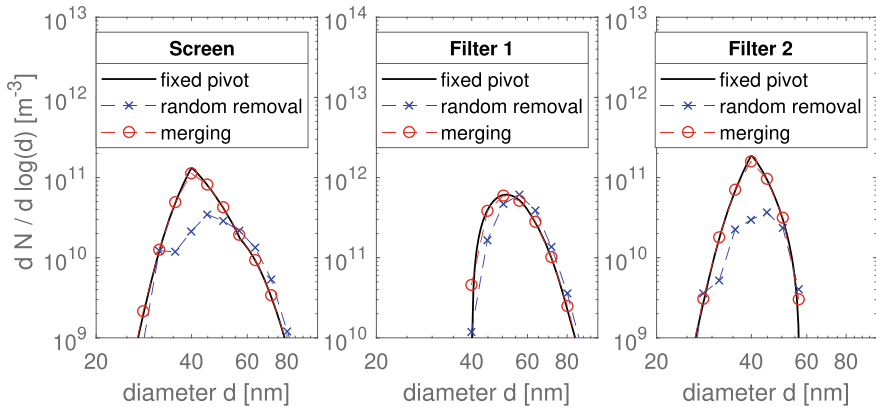 Screen
fixed pivot
random removal
merging
10^13
10^12
10^11
10^10
10^9
20
40
60
80
diameter d [nm]
d N / d log(d) [m^-3]
Filter 1
fixed pivot
random removal
merging
10^14
10^13
10^12
10^11
10^10
20
40
60
80
diameter d [nm]
Filter 2
fixed pivot
random removal
merging
10^13
10^12
10^11
10^10
10^9
20
40
60
80
diameter d [nm]